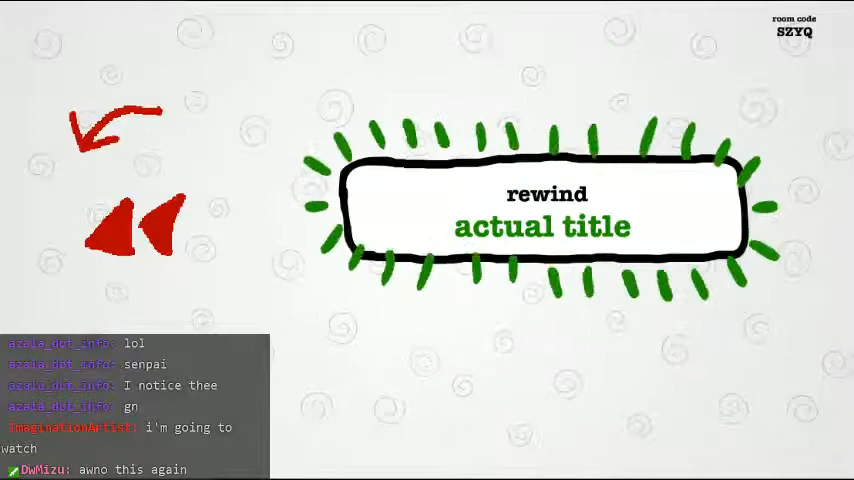 room code
SZYQ
rewind
actual title
azaia_dot_info: lol
azaia_dot_info: senpai
azaia_dot_info: I notice thee
azaia_dot_info: gn
ImaginationArtist: i'm going to
watch
DwMizu: awno this again